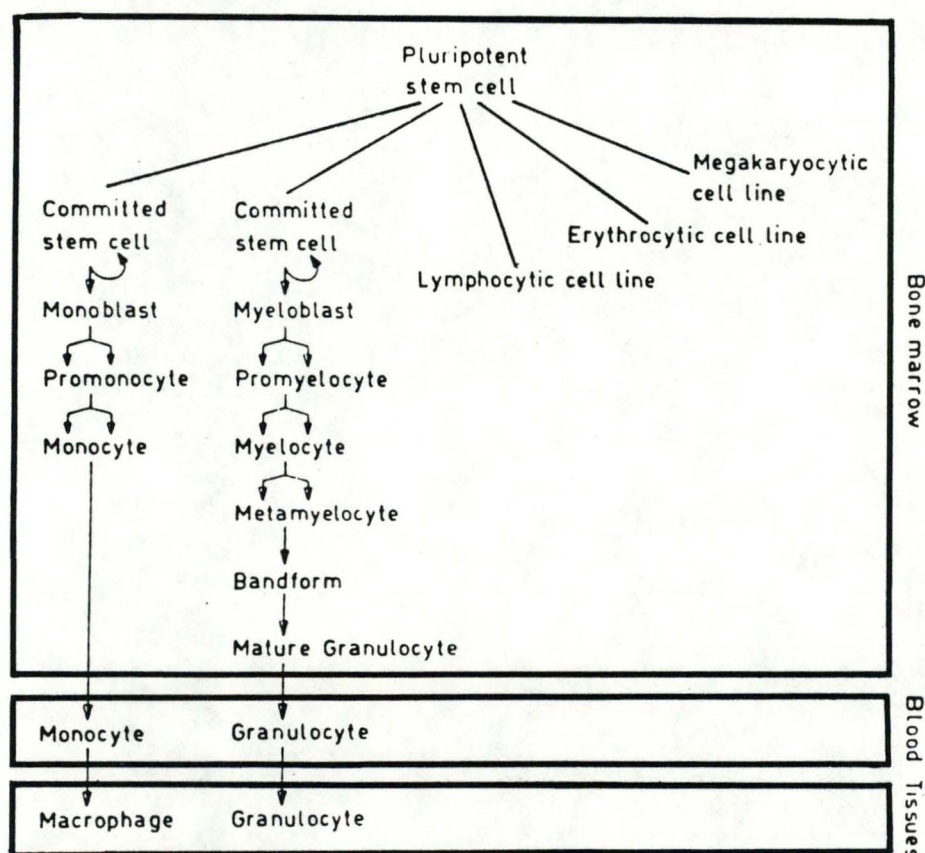 Pluripotent
stem cell
Megakaryocytic
cell line
Erythrocytic cell line
Lymphocytic cell line
Committed
stem cell
Monoblast
Promonocyte
Monocyte
Committed
stem cell
Myeloblast
Promyelocyte
Myelocyte
Metamyelocyte
Bandform
Mature Granulocyte
Bone marrow
Monocyte
Granulocyte
Blood
Macrophage
Granulocyte
Tissues